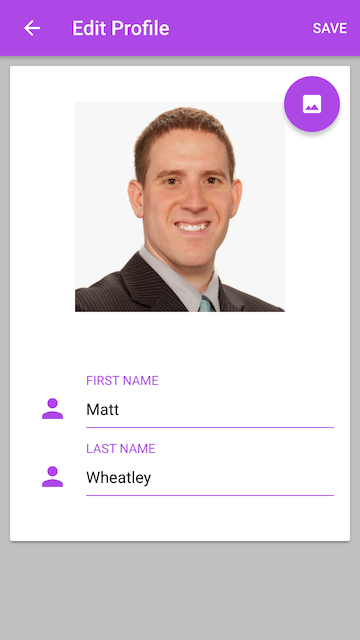 Edit Profile
SAVE
FIRST NAME
Matt
LAST NAME
Wheatley